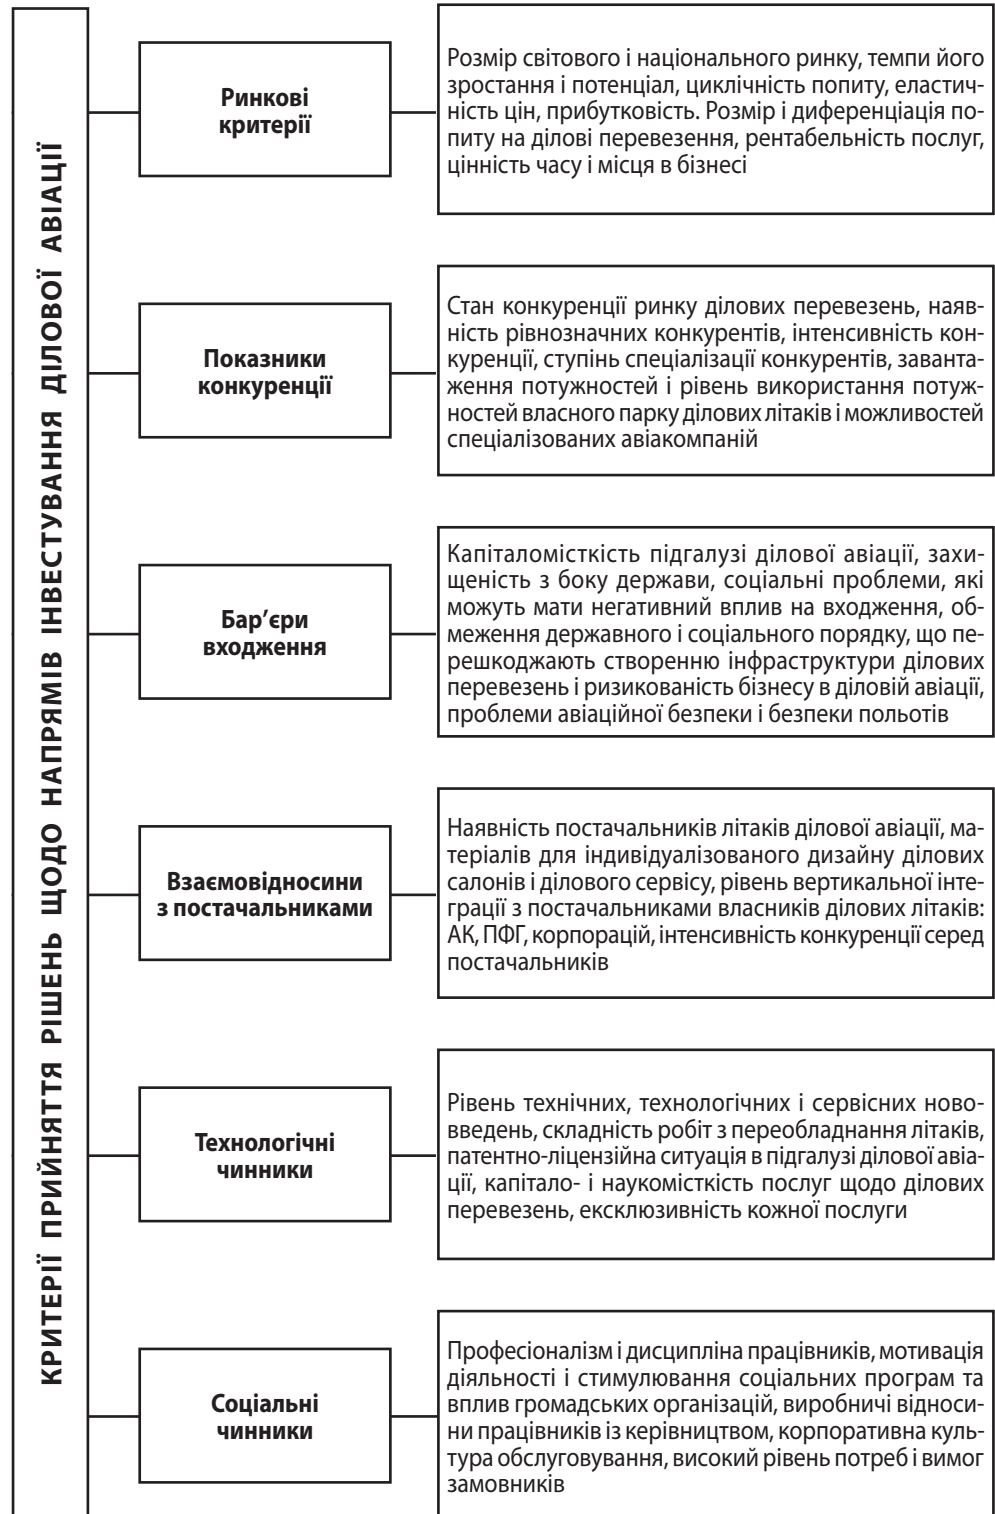 КРИТЕРІЇ ПРИЙНЯТТЯ РІШЕНЬ ЩОДО НАПРЯМІВ ІНВЕСТУВАННЯ ДІЛОВОЇ АВІАЦІЇ
Ринкові
критерії
Розмір світового і національного ринку, темпи його
зростання і потенціал, циклічність попиту, еластич-
ність цін, прибутковість. Розмір і диференціація по-
питу на ділові перевезення, рентабельність послуг,
цінність часу і місця в бізнесі
Показники
конкуренції
Стан конкуренції ринку ділових перевезень, наяв-
ність рівнозначних конкурентів, інтенсивність кон-
куренції, ступінь спеціалізації конкурентів, заванта-
ження потужностей і рівень використання потуж-
ностей власного парку ділових літаків і можливостей
спеціалізованих авіакомпаній
Бар’єри
входження
Капіталомісткість підгалузі ділової авіації, захи-
щеність з боку держави, соціальні проблеми, які
можуть мати негативний вплив на входження, об-
меження державного і соціального порядку, що пе-
решкоджають створенню інфраструктури ділових
перевезень і ризикованість бізнесу в діловій авіації,
проблеми авіаційної безпеки і безпеки польотів
Взаємовідносини
з постачальниками
Наявність постачальників літаків ділової авіації, ма-
теріалів для індивідуалізованого дизайну ділових
салонів і ділового сервісу, рівень вертикальної інте-
грації з постачальниками власників ділових літаків:
АК, ПФГ, корпорацій, інтенсивність конкуренції серед
постачальників
Технологічні
чинники
Рівень технічних, технологічних і сервісних ново-
введень, складність робіт з переобладнання літаків,
патентно-ліцензійна ситуація в підгалузі ділової авіа-
ції, капітало- і наукомісткість послуг щодо ділових
перевезень, ексклюзивність кожної послуги
Соціальні
чинники
Професіоналізм і дисципліна працівників, мотивація
діяльності і стимулювання соціальних програм та
вплив громадських організацій, виробничі відноси-
ни працівників із керівництвом, корпоративна куль-
тура обслуговування, високий рівень потреб і вимог
замовників